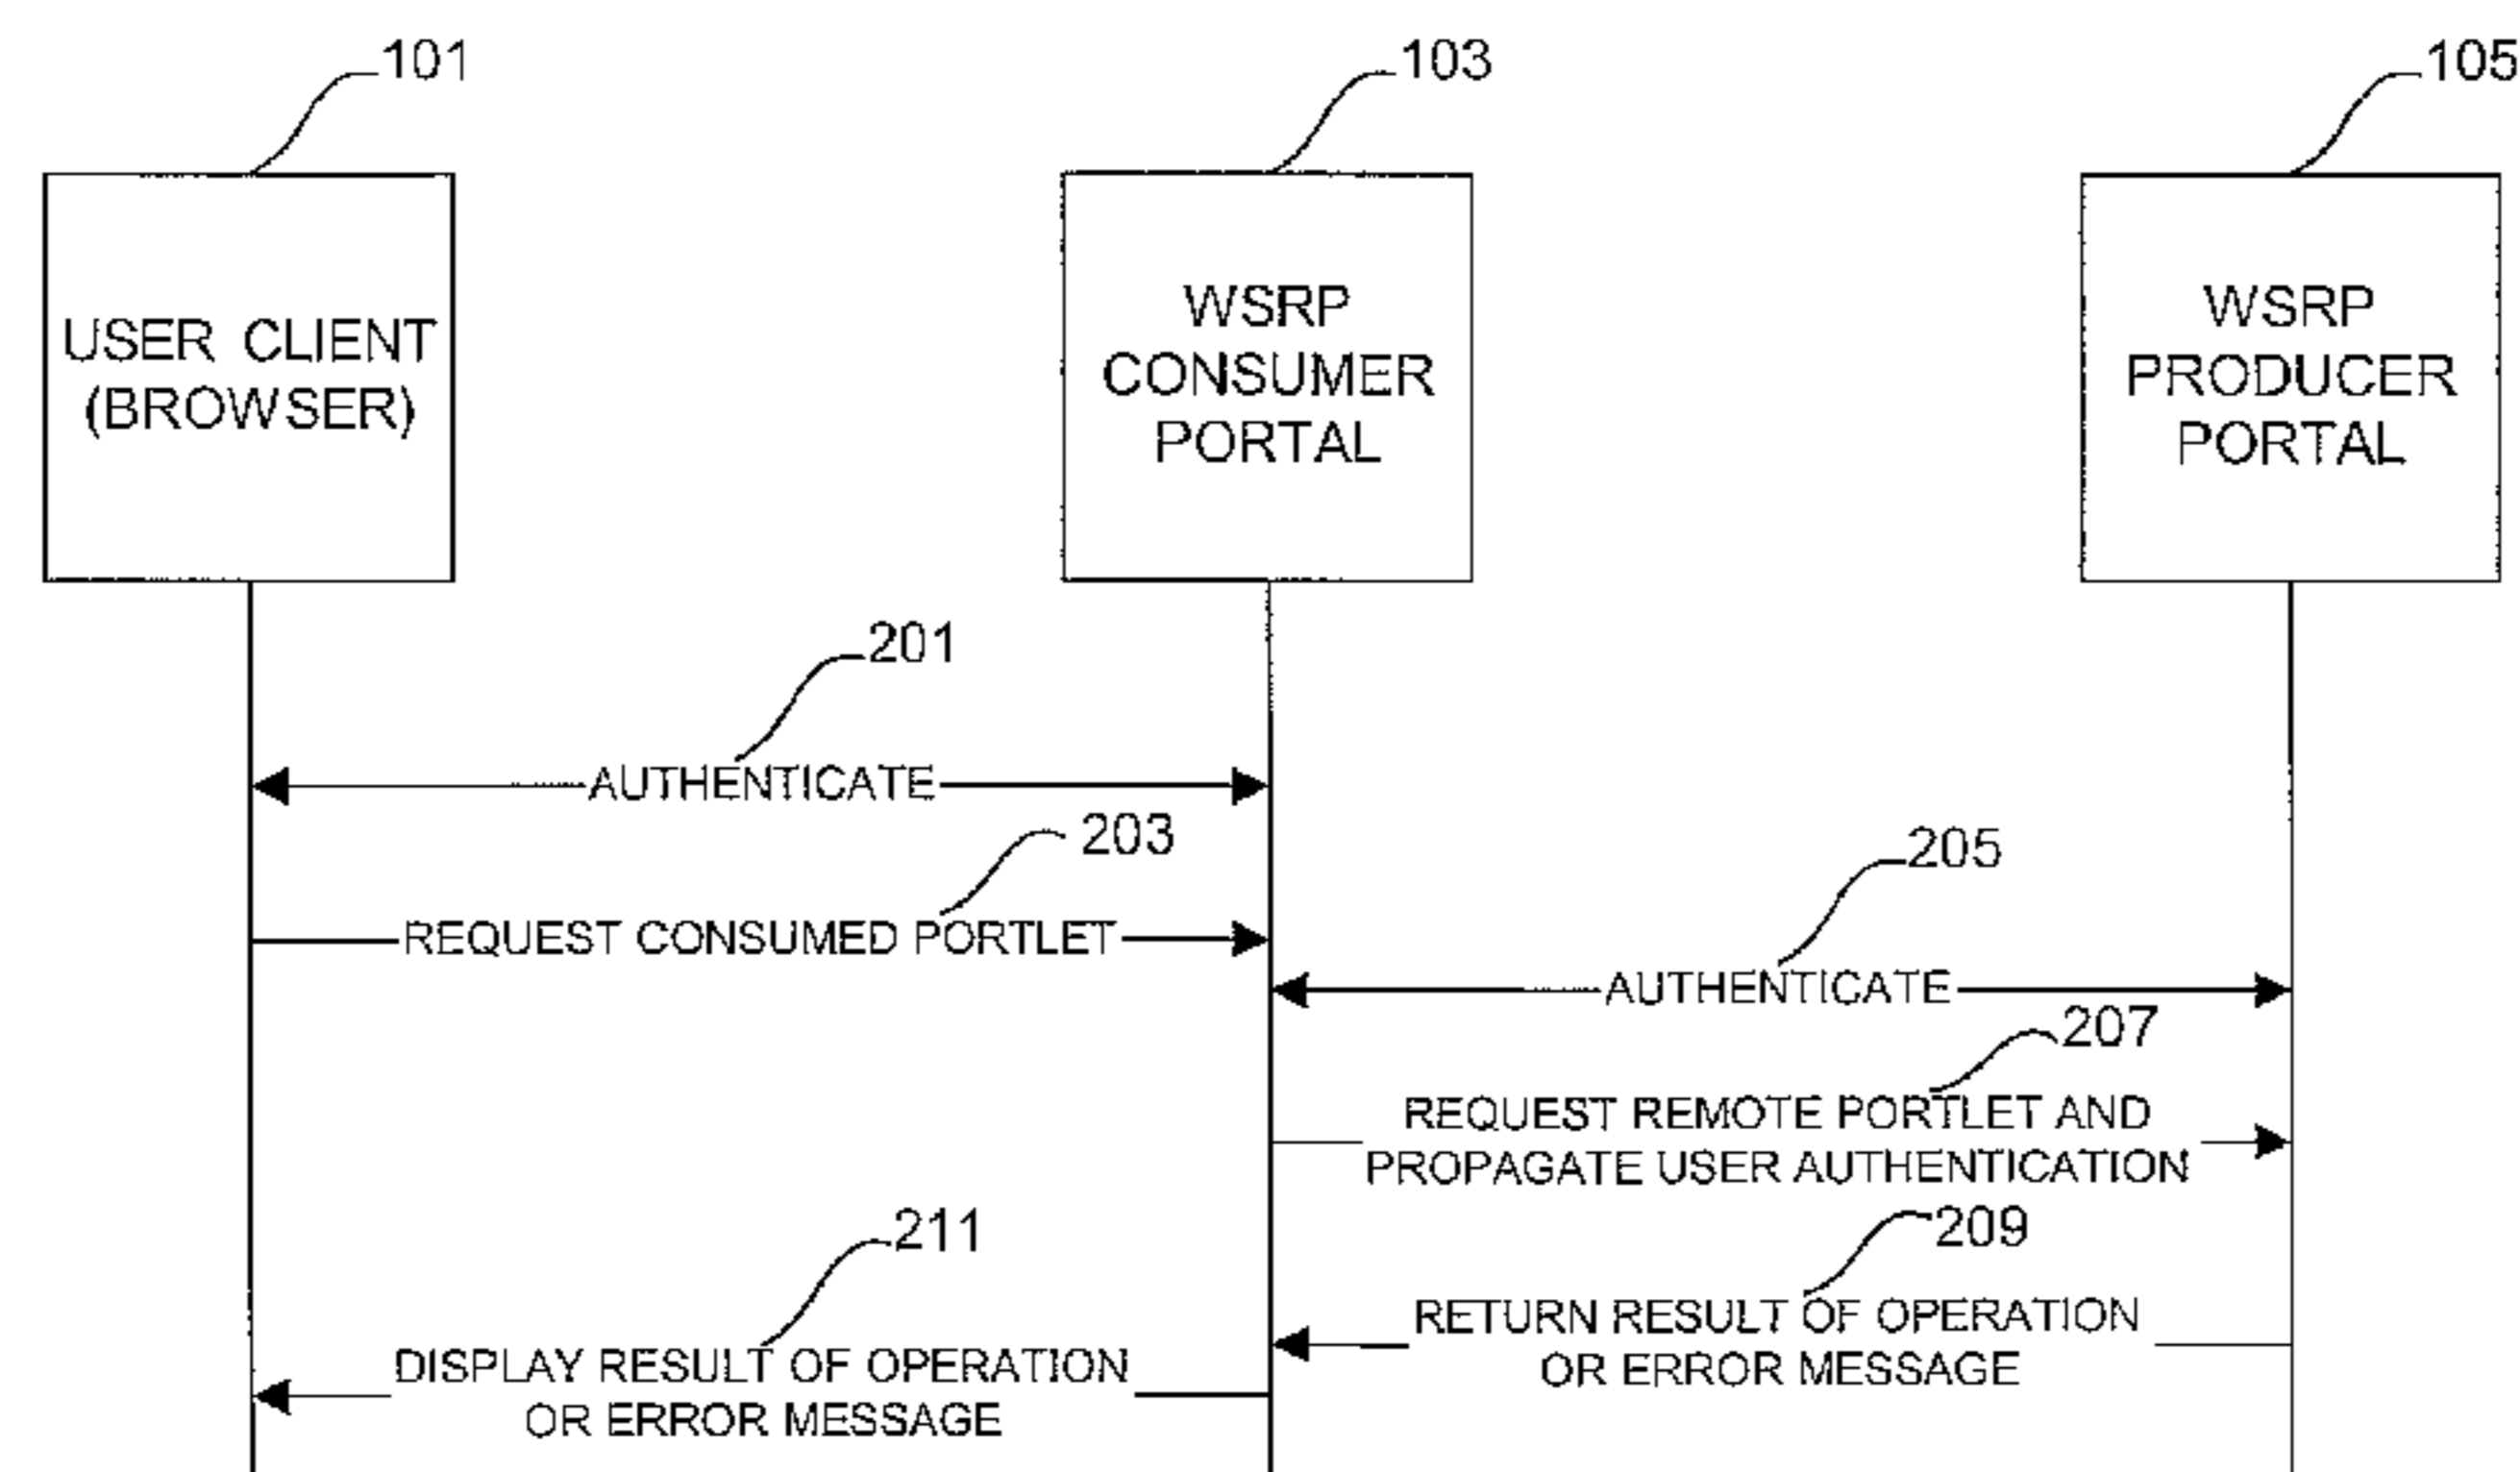 101
103
105
USER CLIENT
(BROWSER)
WSRP
CONSUMER
PORTAL
WSRP
PRODUCER
PORTAL
201
AUTHENTICATE
203
REQUEST CONSUMED PORTLET
205
AUTHENTICATE
207
REQUEST REMOTE PORTLET AND
PROPAGATE USER AUTHENTICATION
209
RETURN RESULT OF OPERATION
OR ERROR MESSAGE
211
DISPLAY RESULT OF OPERATION
OR ERROR MESSAGE